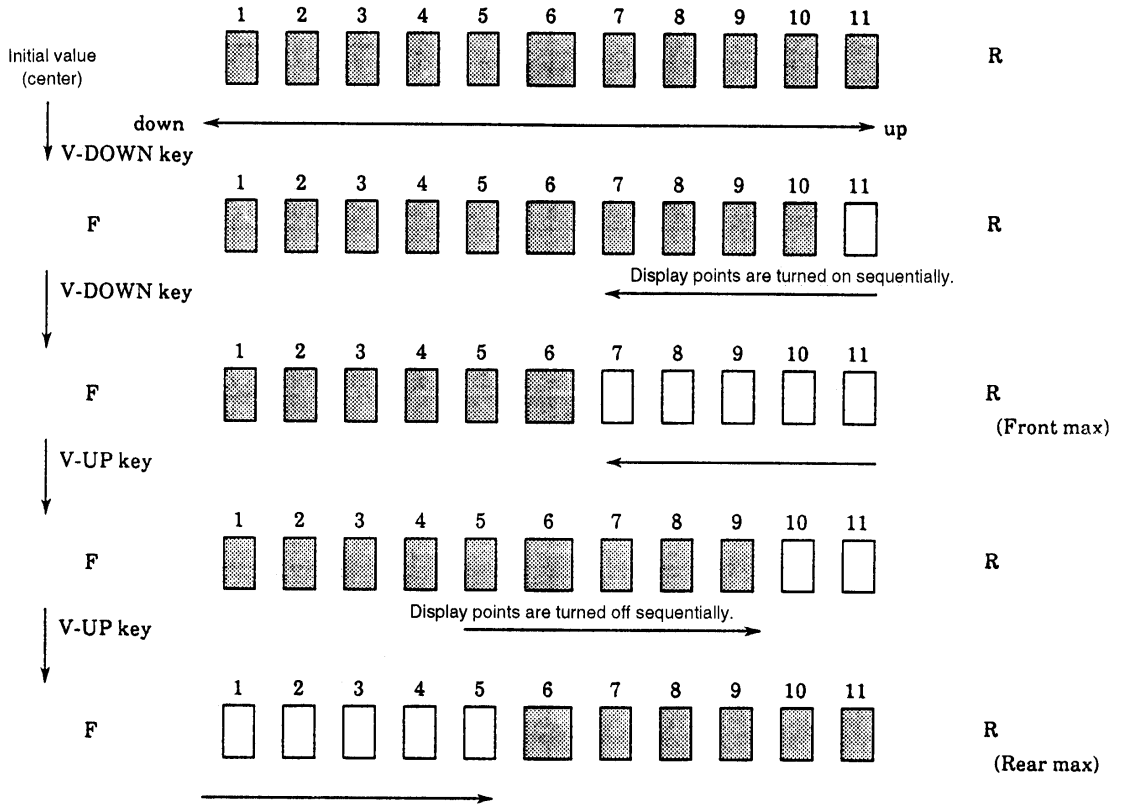 1 2 3 4 5 6 7 8 9 10 11
Initial value
(center)
R
down up
V-DOWN key
1 2 3 4 5 6 7 8 9 10 11
F R
Display points are turned on sequentially.
V-DOWN key
1 2 3 4 5 6 7 8 9 10 11
F R
(Front max)
V-UP key
1 2 3 4 5 6 7 8 9 10 11
F R
Display points are turned off sequentially.
V-UP key
1 2 3 4 5 6 7 8 9 10 11
F R
(Rear max)